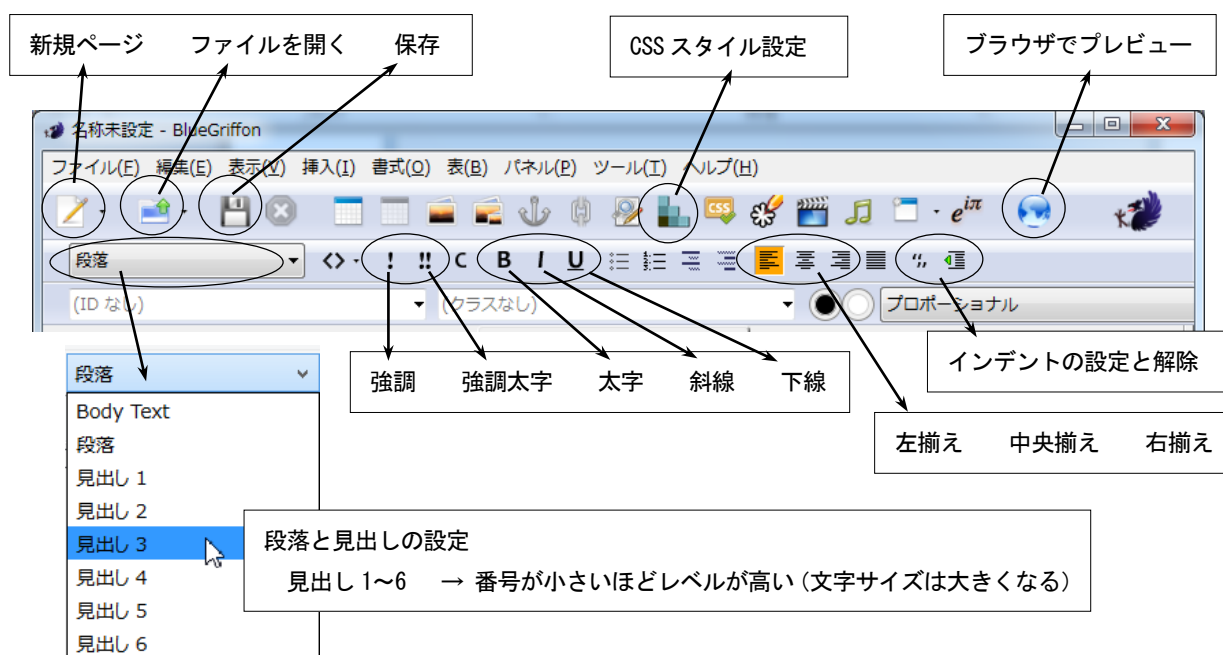 新規ページ　ファイルを開く　保存
CSS スタイル設定
ブラウザでプレビュー
名称未設定 - BlueGriffon
ファイル(F) 編集(E) 表示(V) 挿入(I) 書式(O) 表(B) パネル(P) ツール(T) ヘルプ(H)
CSS
eiπ
段落
<> ! !! C B I U
(ID なし)
(クラスなし)
プロポーショナル
強調　強調太字　太字　斜線　下線
インデントの設定と解除
左揃え　中央揃え　右揃え
段落
Body Text
段落
見出し 1
見出し 2
見出し 3
見出し 4
見出し 5
見出し 6
段落と見出しの設定
見出し 1～6　→ 番号が小さいほどレベルが高い（文字サイズは大きくなる）